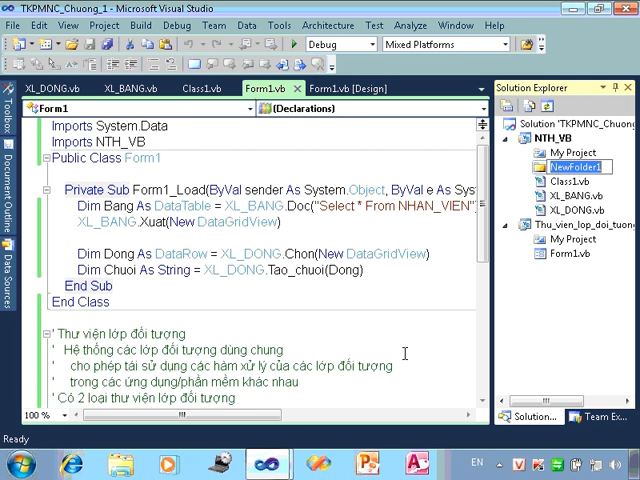 TKPMNC_Chuong_1 - Microsoft Visual Studio
File Edit View Project Build Debug Team Data Tools Architecture Test Analyze Window Help
Debug Mixed Platforms
XL_DONG.vb XL_BANG.vb Class1.vb Form1.vb Form1.vb [Design]
Form1 (Declarations)
Imports System.Data
Imports NTH_VB
Public Class Form1
Private Sub Form1_Load(ByVal sender As System.Object, ByVal e As Sys
Dim Bang As DataTable = XL_BANG.Doc("Select * From NHAN_VIEN")
XL_BANG.Xuat(New DataGridView)
Dim Dong As DataRow = XL_DONG.Chon(New DataGridView)
Dim Chuoi As String = XL_DONG.Tao_chuoi(Dong)
End Sub
End Class
' Thư viện lớp đối tượng
' Hệ thống các lớp đối tượng dùng chung
' cho phép tái sử dụng các hàm xử lý của các lớp đối tượng
' trong các ứng dụng/phần mềm khác nhau
' Có 2 loại thư viện lớp đối tượng
100 %
Toolbox
Document Outline
Data Sources
Solution Explorer
Solution "TKPMNC_Chuong
NTH_VB
My Project
NewFolder1
Class1.vb
XL_BANG.vb
XL_DONG.vb
Thu_vien_lop_doi_tuong
My Project
Form1.vb
Solution... Team Ex...
Ready
EN